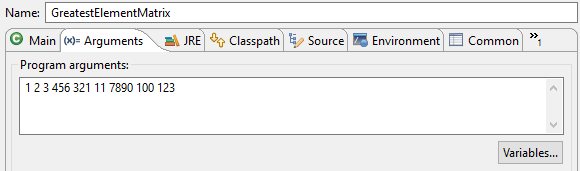 Name: GreatestElementMatrix
Main (x)= Arguments JRE Classpath Source Environment Common »1
Program arguments:
1 2 3 456 321 11 7890 100 123
Variables...